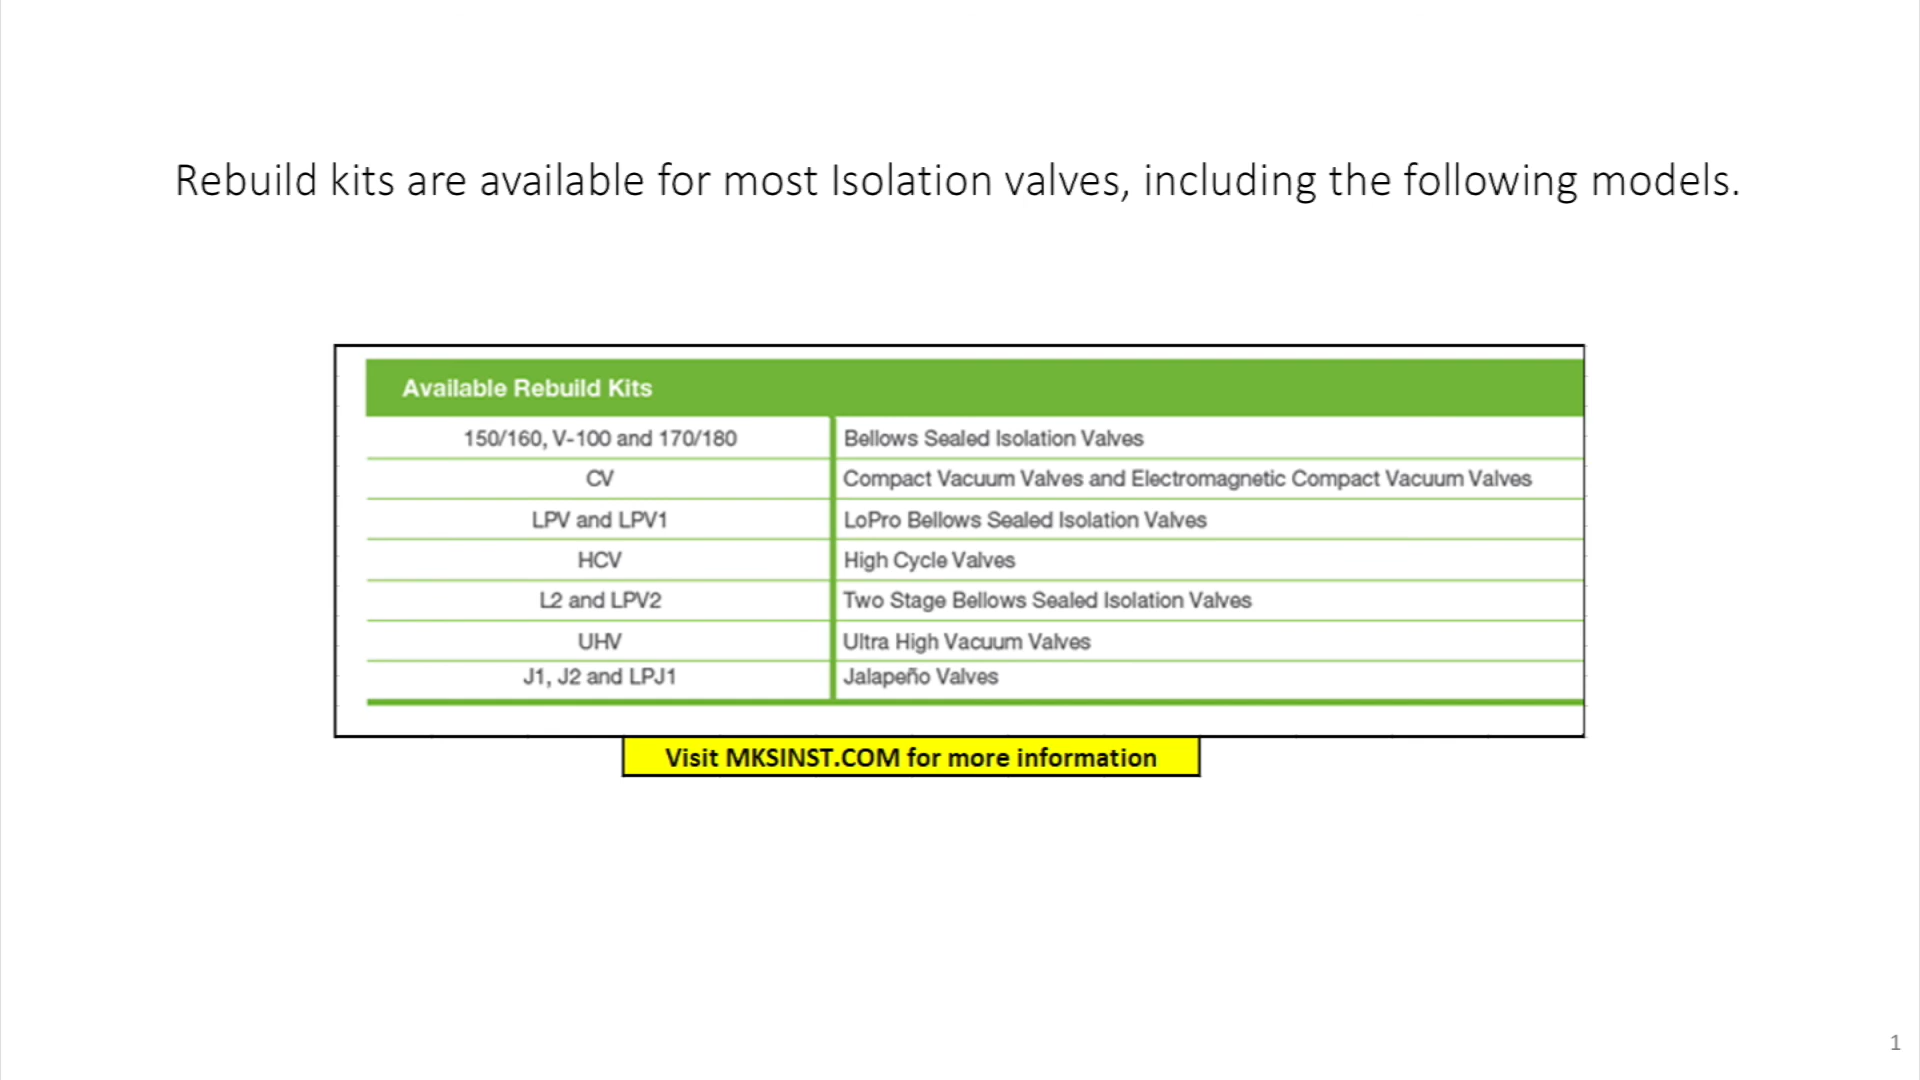 Rebuild kits are available for most Isolation valves, including the following models.
Available Rebuild Kits
150/160, V-100 and 170/180 Bellows Sealed Isolation Valves
CV Compact Vacuum Valves and Electromagnetic Compact Vacuum Valves
LPV and LPV1 LoPro Bellows Sealed Isolation Valves
HCV High Cycle Valves
L2 and LPV2 Two Stage Bellows Sealed Isolation Valves
UHV Ultra High Vacuum Valves
J1, J2 and LPJ1 Jalapeño Valves
Visit MKSINST.COM for more information
1